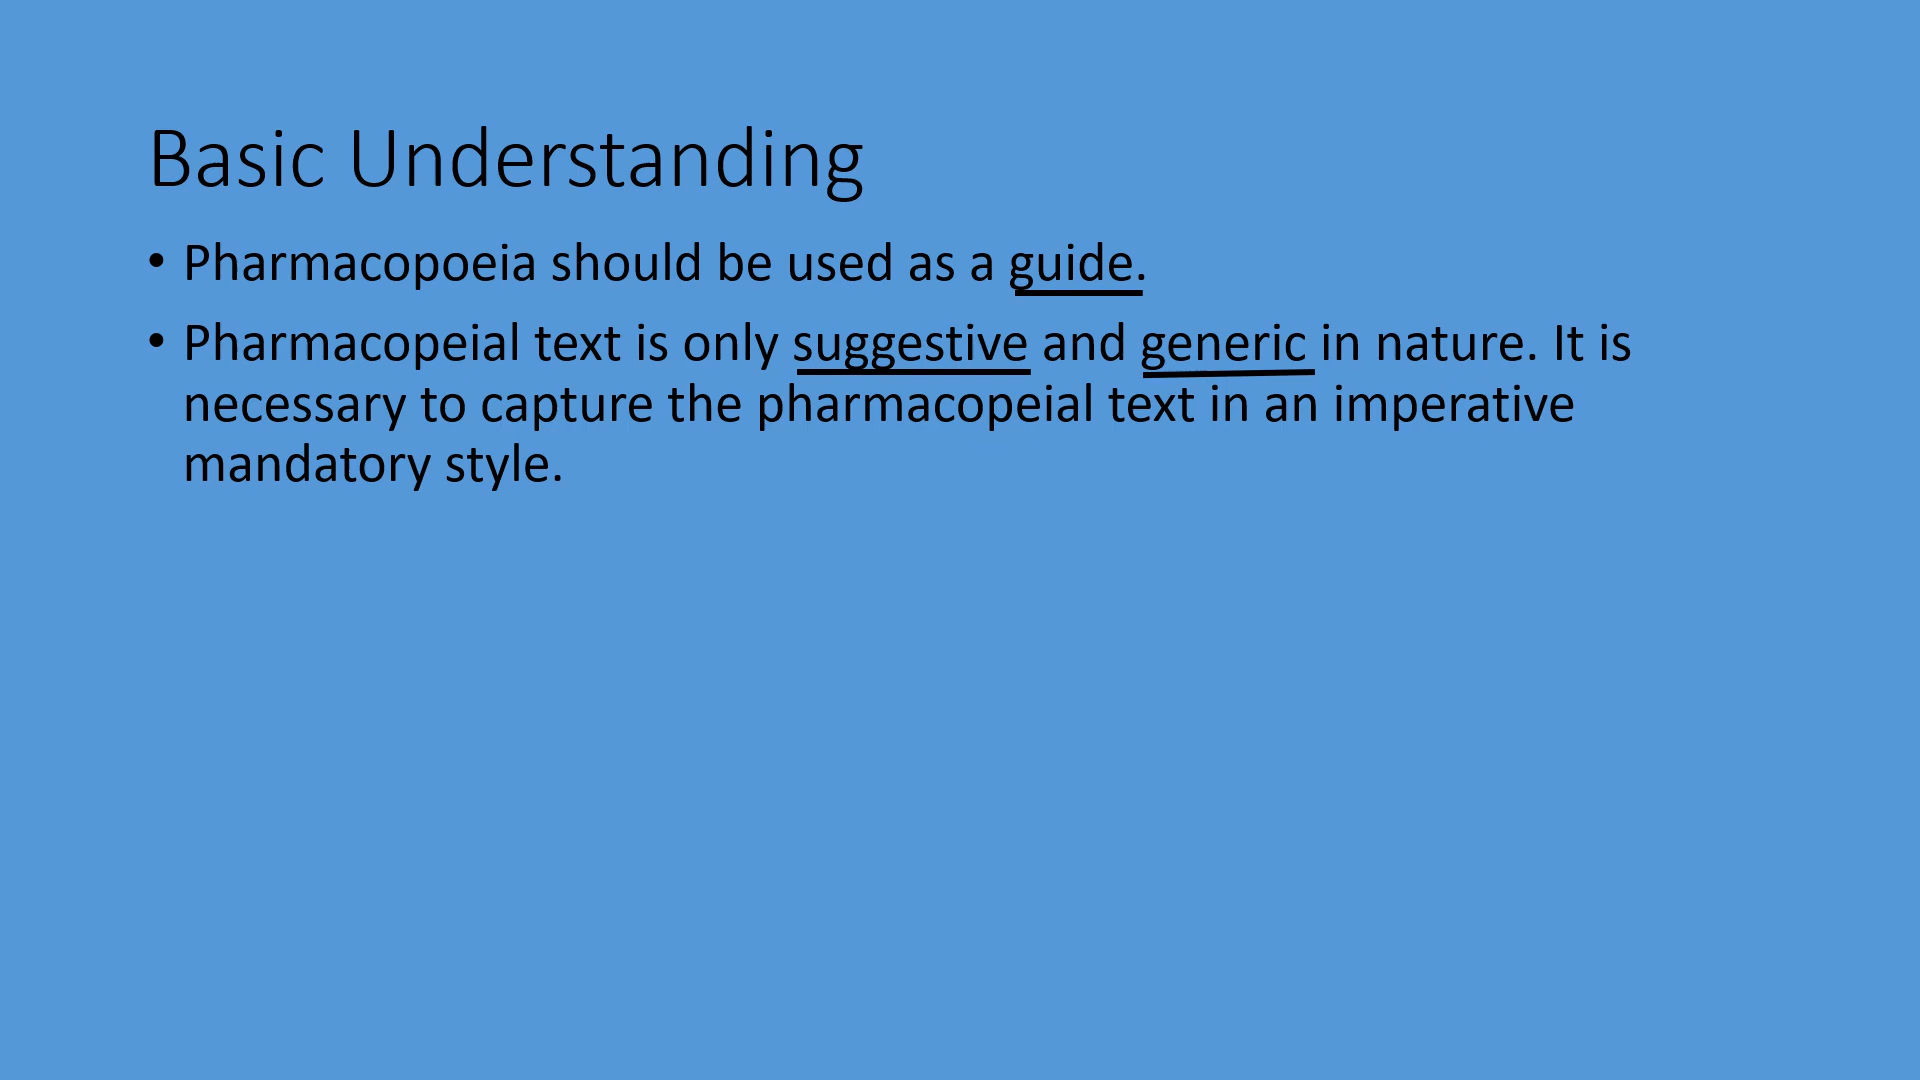 Basic Understanding
• Pharmacopoeia should be used as a guide.
• Pharmacopeial text is only suggestive and generic in nature. It is
necessary to capture the pharmacopeial text in an imperative
mandatory style.